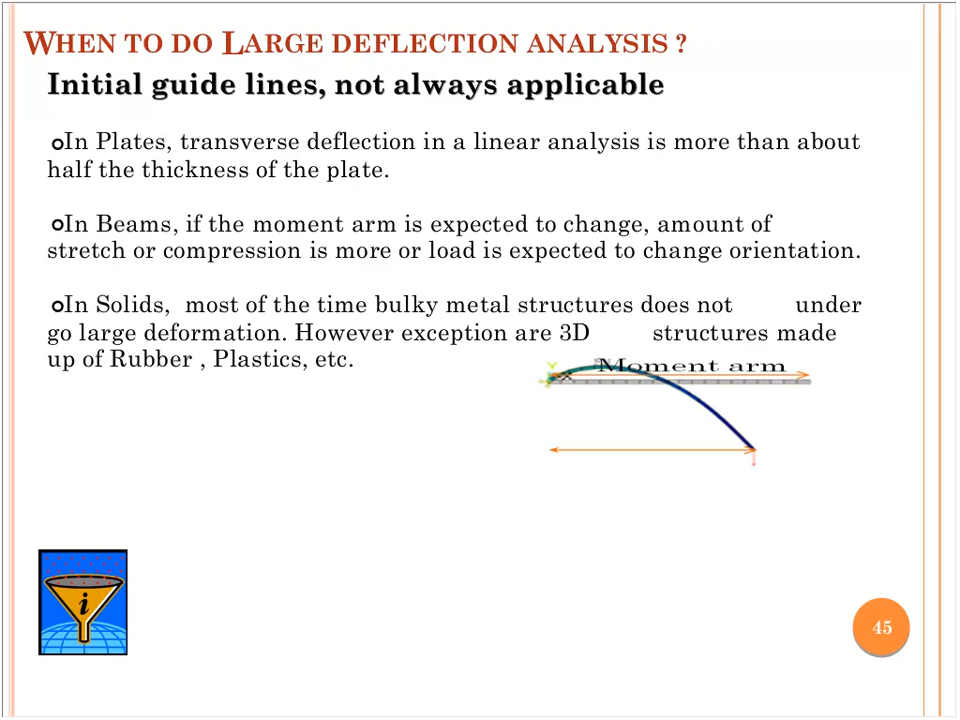 WHEN TO DO LARGE DEFLECTION ANALYSIS ?
Initial guide lines, not always applicable
In Plates, transverse deflection in a linear analysis is more than about
half the thickness of the plate.
In Beams, if the moment arm is expected to change, amount of
stretch or compression is more or load is expected to change orientation.
In Solids, most of the time bulky metal structures does not under
go large deformation. However exception are 3D structures made
up of Rubber , Plastics, etc.
Moment arm
Y
X
i
45